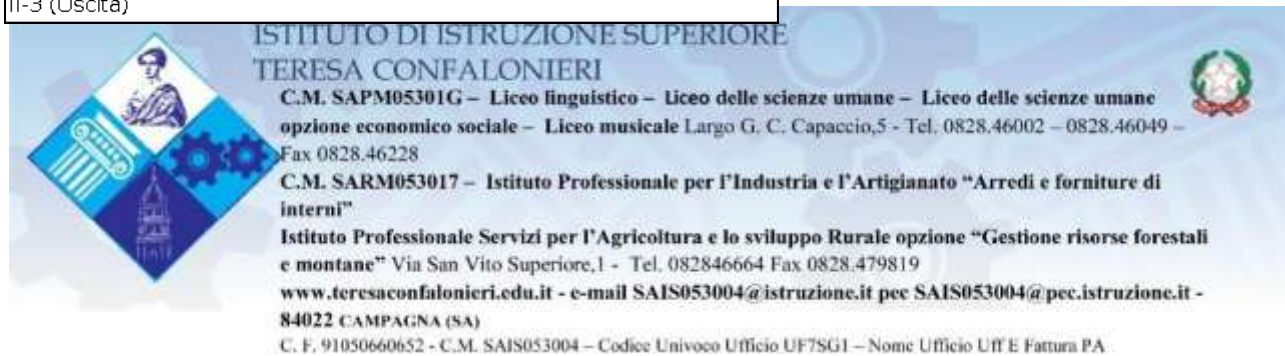 II-3 (Uscita)
ISTITUTO DI ISTRUZIONE SUPERIORE
TERESA CONFALONIERI
C.M. SAPM05301G – Liceo linguistico – Liceo delle scienze umane – Liceo delle scienze umane
opzione economico sociale – Liceo musicale Largo G. C. Capaccio,5 - Tel. 0828.46002 – 0828.46049 –
Fax 0828.46228
C.M. SARM053017 – Istituto Professionale per l'Industria e l'Artigianato “Arredi e forniture di
interni”
Istituto Professionale Servizi per l'Agricoltura e lo sviluppo Rurale opzione “Gestione risorse forestali
e montane” Via San Vito Superiore,1 - Tel. 082846664 Fax 0828.479819
www.teresaconfalonieri.edu.it - e-mail SAIS053004@istruzione.it pec SAIS053004@pec.istruzione.it -
84022 CAMPAGNA (SA)
C. F. 91050660652 - C.M. SAIS053004 – Codice Univoco Ufficio UF7SG1 – Nome Ufficio Uff E Fattura PA